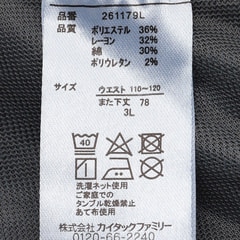 品番 261179L
品質 ポリエステル 36%
レーヨン 32%
綿 30%
ポリウレタン 2%
サイズ
ウエスト 110〜120
また下丈 78
3L
40
洗濯ネット使用
ご家庭での
タンブル乾燥禁止
あて布使用
株式会社カイタックファミリー
0120-66-2240